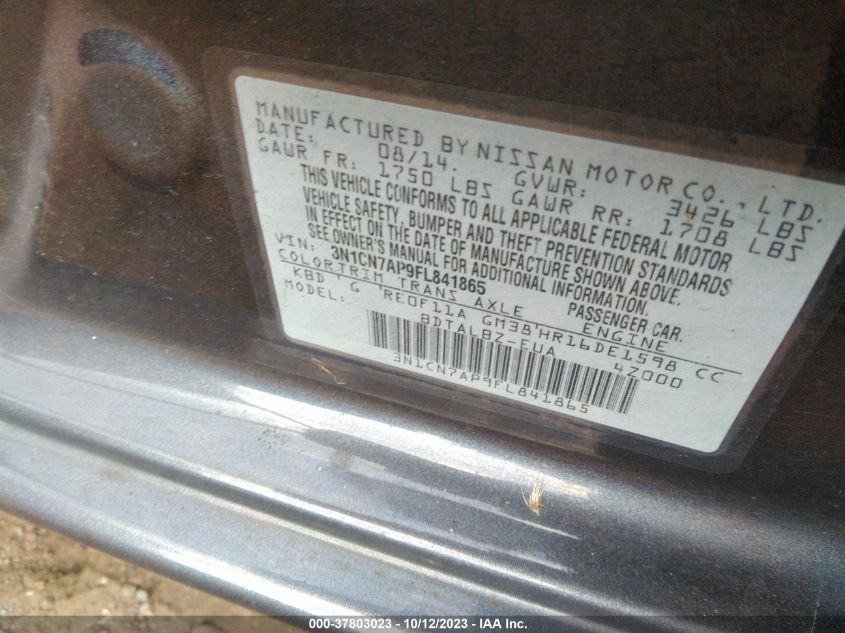 MANUFACTURED BY NISSAN MOTOR CO., LTD.
DATE: 08/14. GVWR: 3426 LBS
GAWR FR: 1750 LBS GAWR RR: 1708 LBS
THIS VEHICLE CONFORMS TO ALL APPLICABLE FEDERAL MOTOR
VEHICLE SAFETY, BUMPER AND THEFT PREVENTION STANDARDS
IN EFFECT ON THE DATE OF MANUFACTURE SHOWN ABOVE.
SEE OWNER'S MANUAL FOR ADDITIONAL INFORMATION.
VIN: 3N1CN7AP9FL841865 PASSENGER CAR.
COLOR TRIM TRANS AXLE ENGINE
KBD G RE0F11A GM38 HR16DE1598 CC
MODEL: BDTALBZ-EUA 4Z000
3N1CN7AP9FL841865
000-37803023 - 10/12/2023 - IAA Inc.